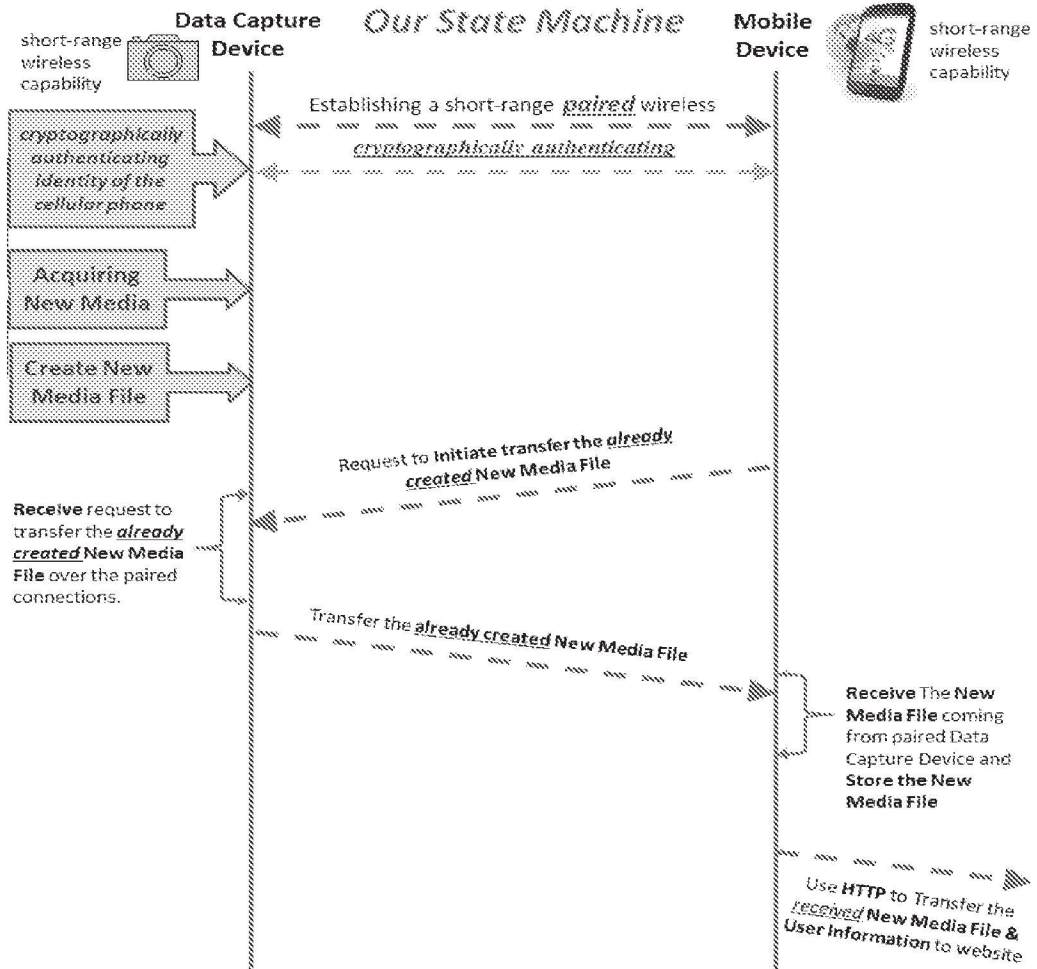 Our State Machine
Data Capture
Device
Mobile
Device
short-range
wireless
capability
short-range
wireless
capability
Establishing a short-range paired wireless
cryptographically authenticating
cryptographically
authenticating
identity of the
cellular phone
Acquiring
New Media
Create New
Media File
Request to Initiate transfer the already
created New Media File
Receive request to
transfer the already
created New Media
File over the paired
connections.
Transfer the already created New Media File
Receive The New
Media File coming
from paired Data
Capture Device and
Store the New
Media File
Use HTTP to Transfer the
received New Media File &
User Information to website